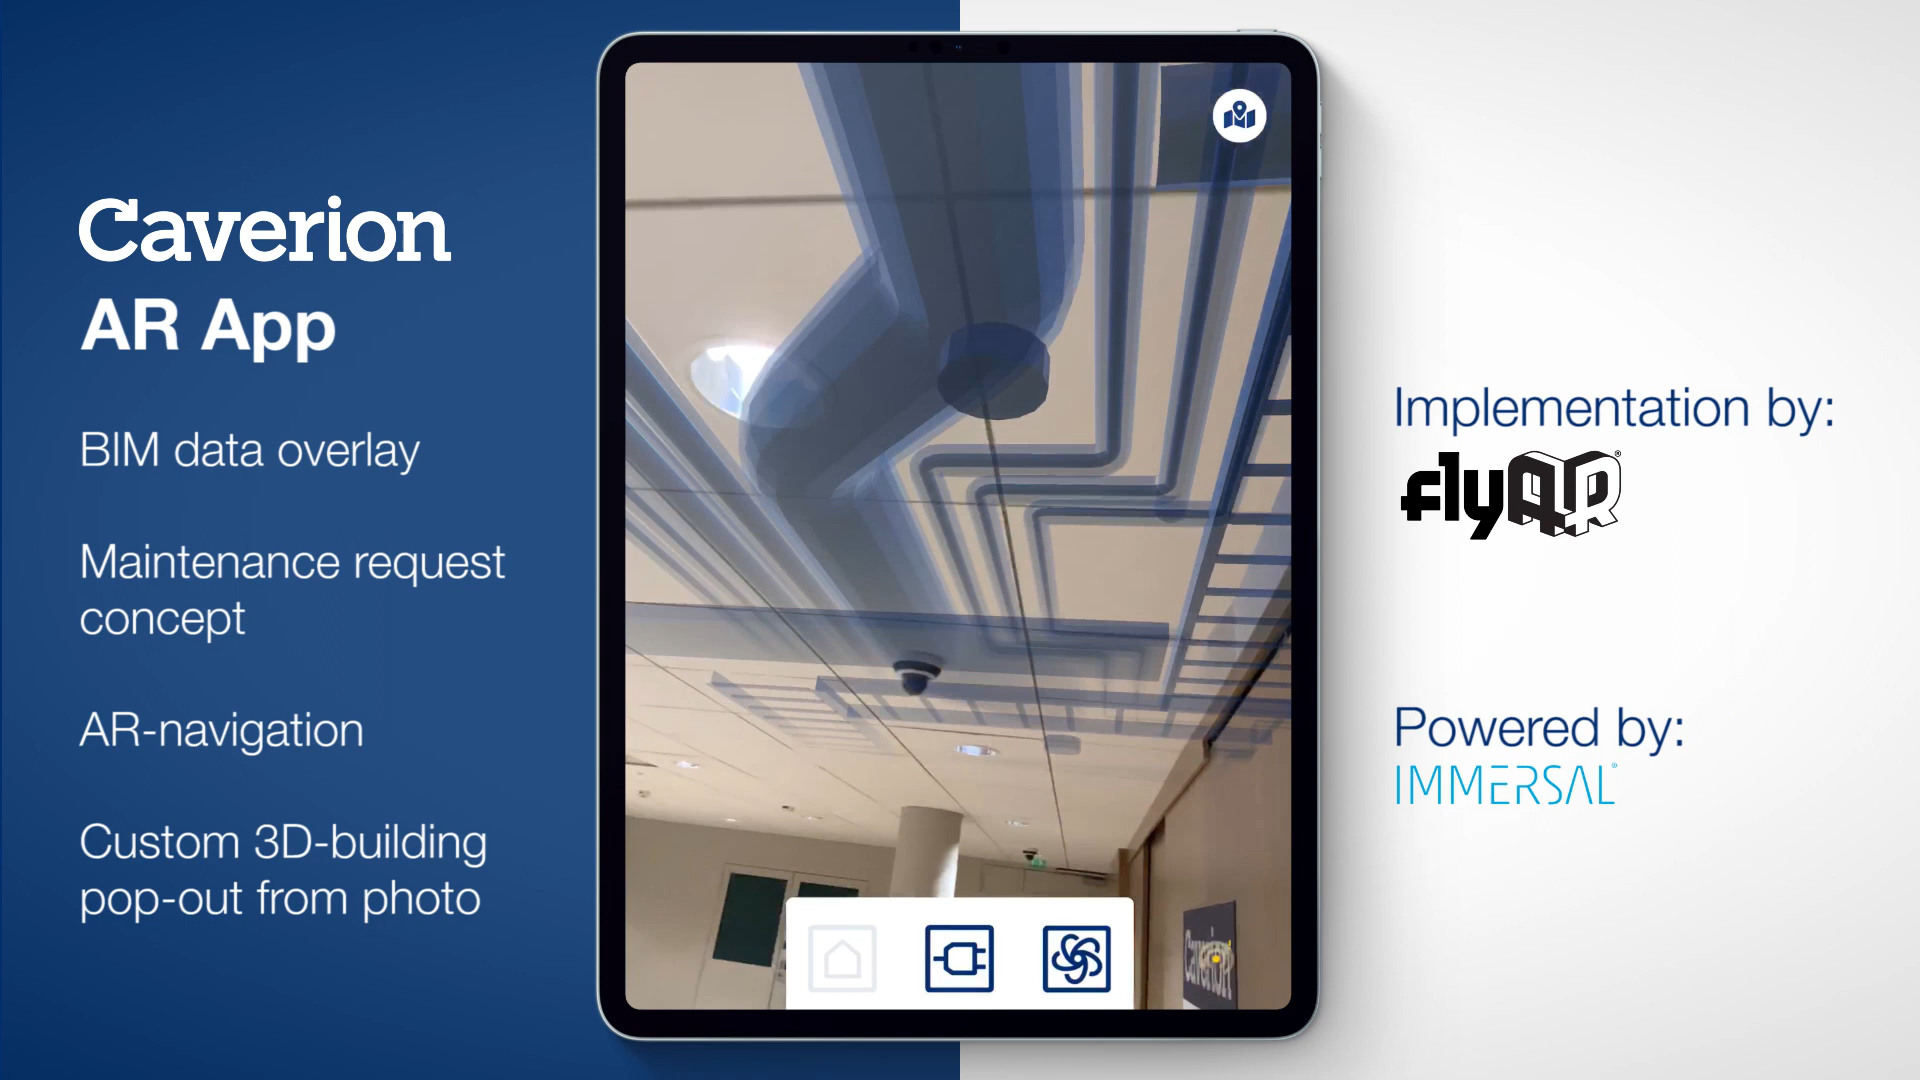 Caverion
AR App
BIM data overlay
Maintenance request
concept
AR-navigation
Custom 3D-building
pop-out from photo
Caverion
Implementation by:
flyAR®
Powered by:
IMMERSAL®